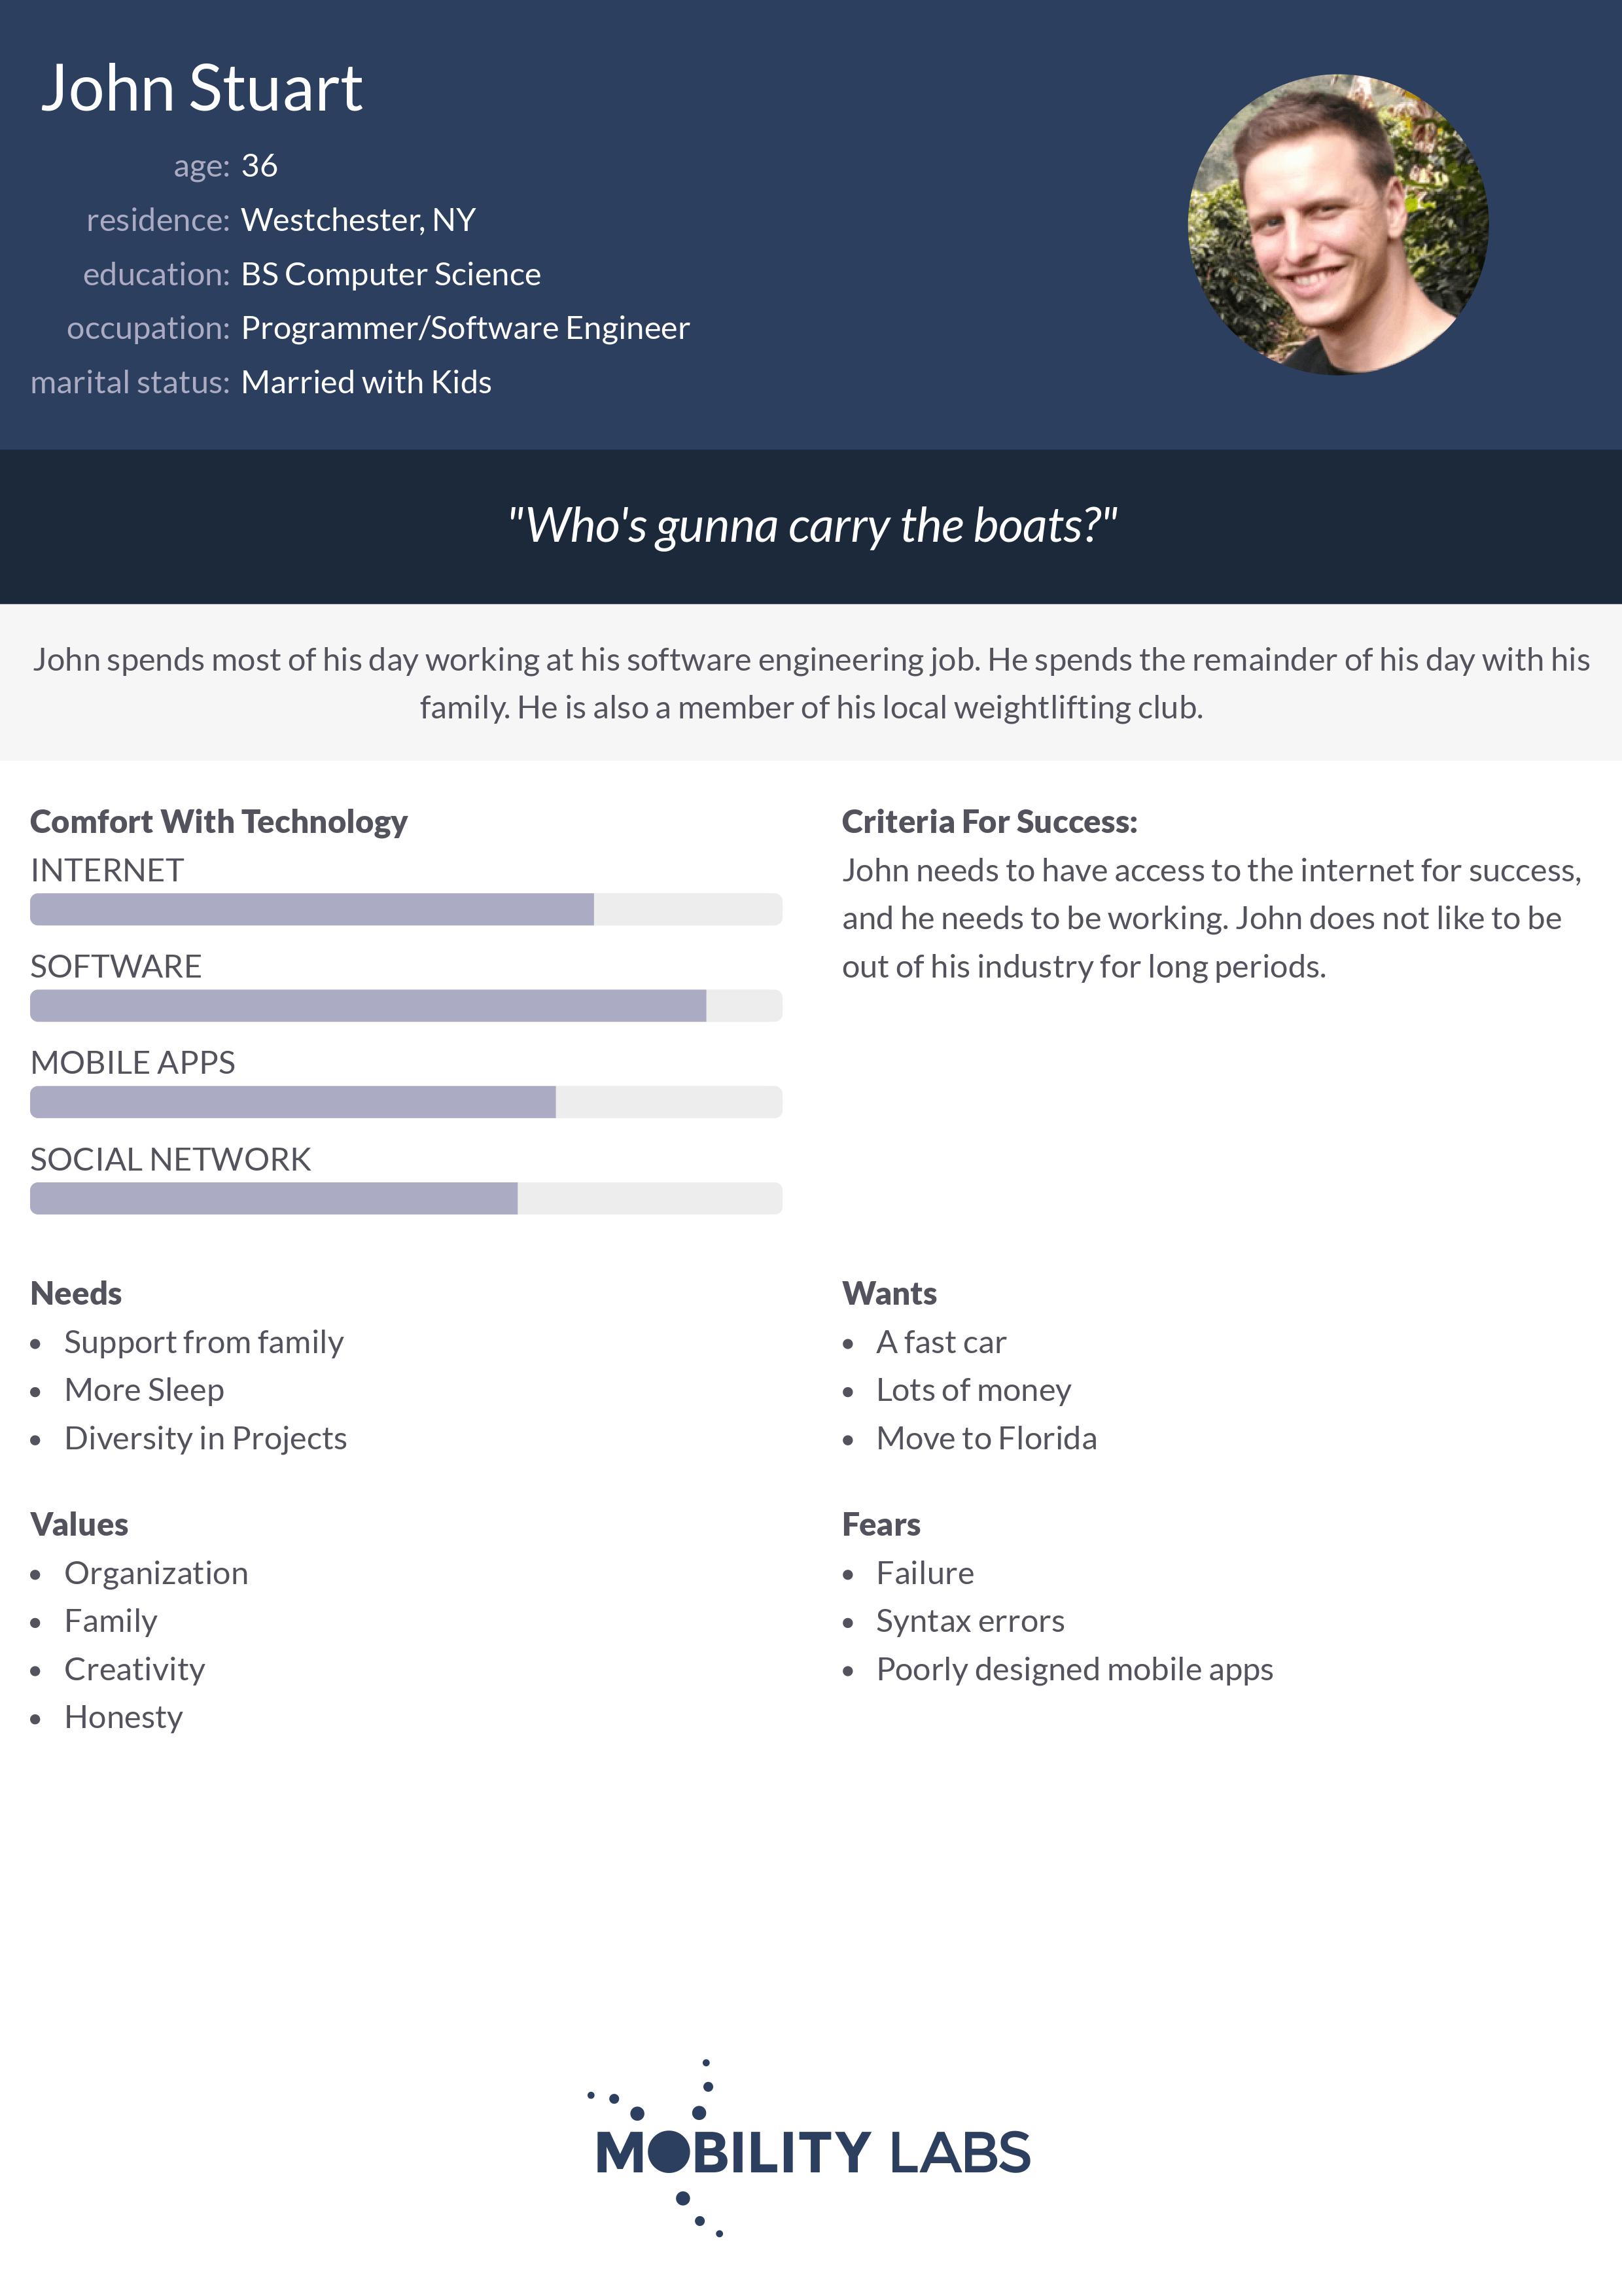 John Stuart
age: 36
residence: Westchester, NY
education: BS Computer Science
occupation: Programmer/Software Engineer
marital status: Married with Kids
"Who's gunna carry the boats?"
John spends most of his day working at his software engineering job. He spends the remainder of his day with his
family. He is also a member of his local weightlifting club.
Comfort With Technology
INTERNET
SOFTWARE
MOBILE APPS
SOCIAL NETWORK
Criteria For Success:
John needs to have access to the internet for success,
and he needs to be working. John does not like to be
out of his industry for long periods.
Needs
• Support from family
• More Sleep
• Diversity in Projects
Wants
• A fast car
• Lots of money
• Move to Florida
Values
• Organization
• Family
• Creativity
• Honesty
Fears
• Failure
• Syntax errors
• Poorly designed mobile apps
MOBILITY LABS